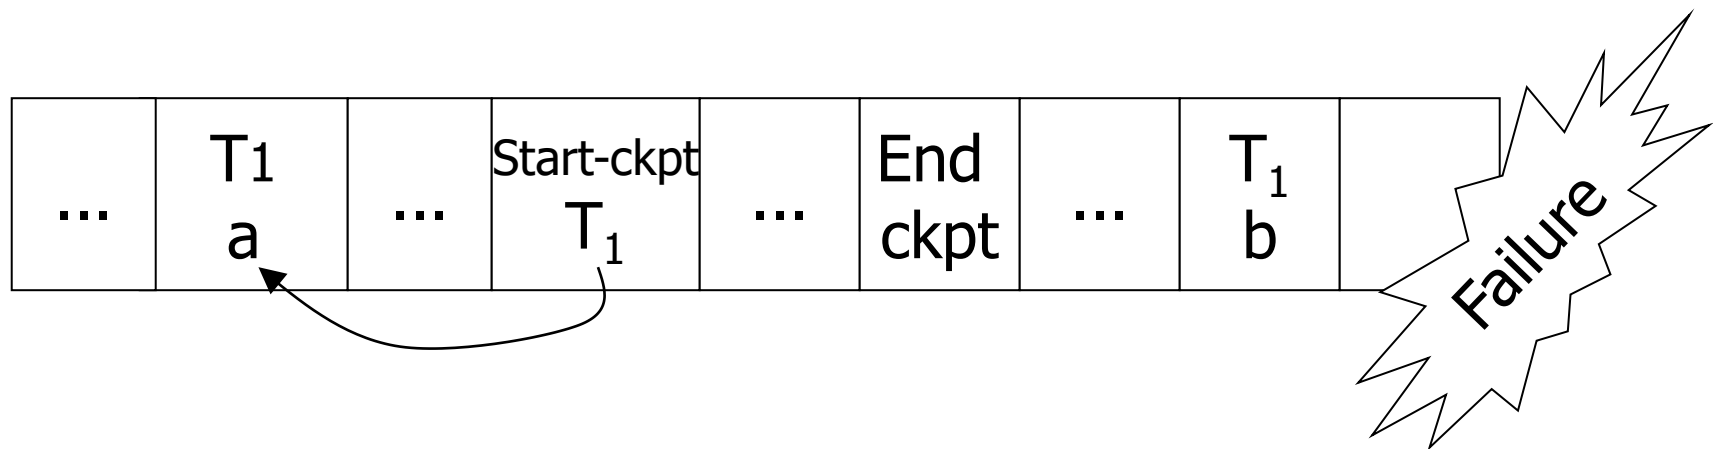 ...
T1
a
...
Start-ckpt
T₁
...
End
ckpt
...
T₁
b
Failure